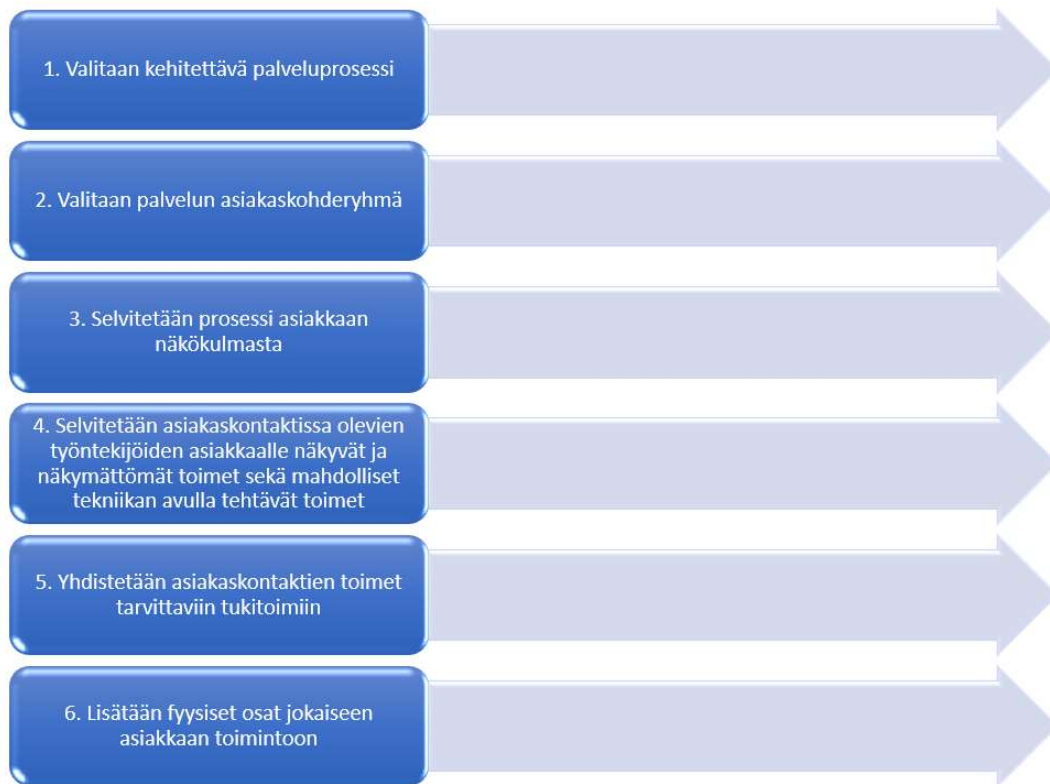 1. Valitaan kehitettävä palveluprosessi
2. Valitaan palvelun asiakaskohderyhmä
3. Selvitetään prosessi asiakkaan
näkökulmasta
4. Selvitetään asiakaskontaktissa olevien
työntekijöiden asiakkaalle näkyvät ja
näkymättömät toimet sekä mahdolliset
tekniikan avulla tehtävät toimet
5. Yhdistetään asiakaskontaktien toimet
tarvittaviin tukitoimiin
6. Lisätään fyysiset osat jokaiseen
asiakkaan toimintoon